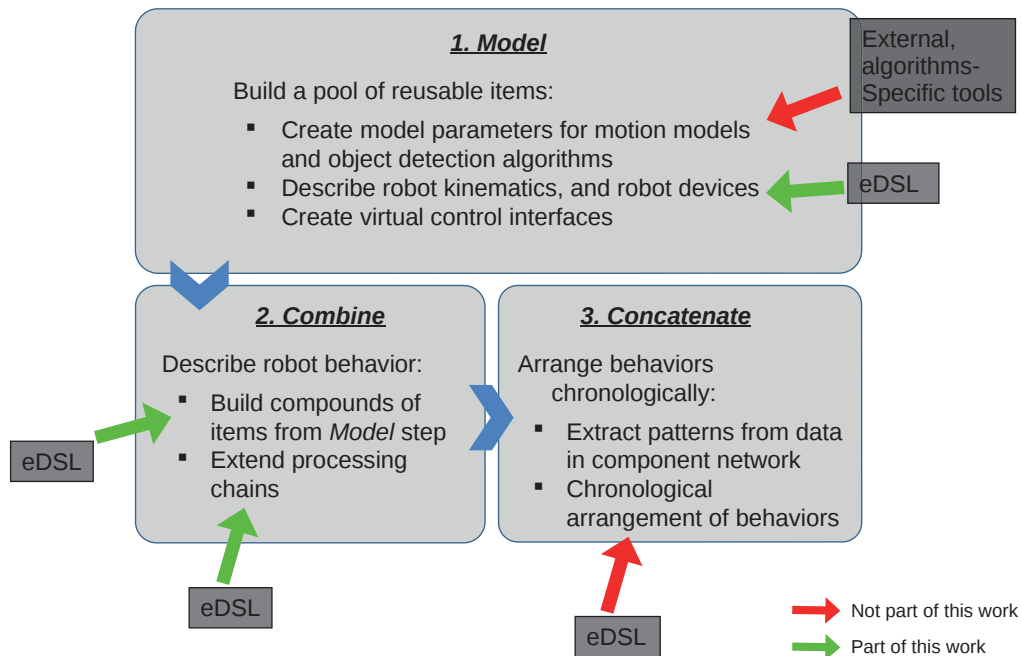 1. Model
Build a pool of reusable items:
▪ Create model parameters for motion models
and object detection algorithms
▪ Describe robot kinematics, and robot devices
▪ Create virtual control interfaces
External,
algorithms-
Specific tools
eDSL
2. Combine
Describe robot behavior:
▪ Build compounds of
items from Model step
▪ Extend processing
chains
eDSL
eDSL
3. Concatenate
Arrange behaviors
chronologically:
▪ Extract patterns from data
in component network
▪ Chronological
arrangement of behaviors
eDSL
Not part of this work
Part of this work